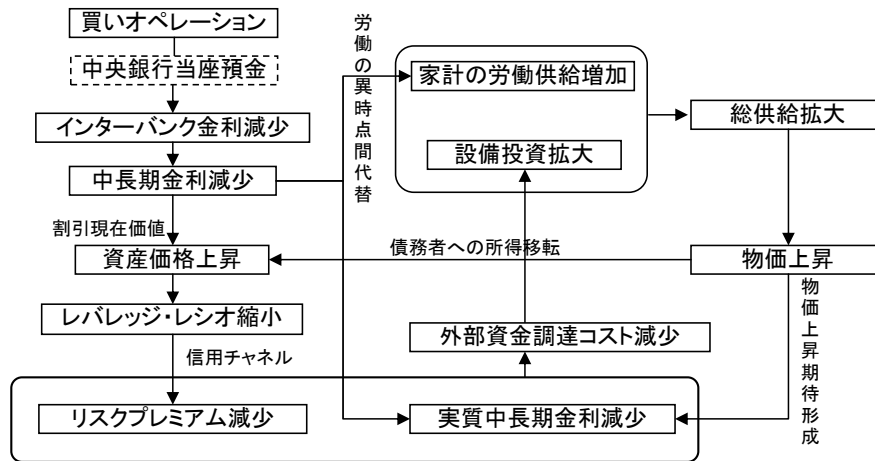 買いオペレーション
中央銀行当座預金
インターバンク金利減少
中長期金利減少
割引現在価値
資産価格上昇
レバレッジ・レシオ縮小
信用チャネル
リスクプレミアム減少
労働の異時点間代替
家計の労働供給増加
設備投資拡大
総供給拡大
債務者への所得移転
物価上昇
外部資金調達コスト減少
実質中長期金利減少
物価上昇期待形成